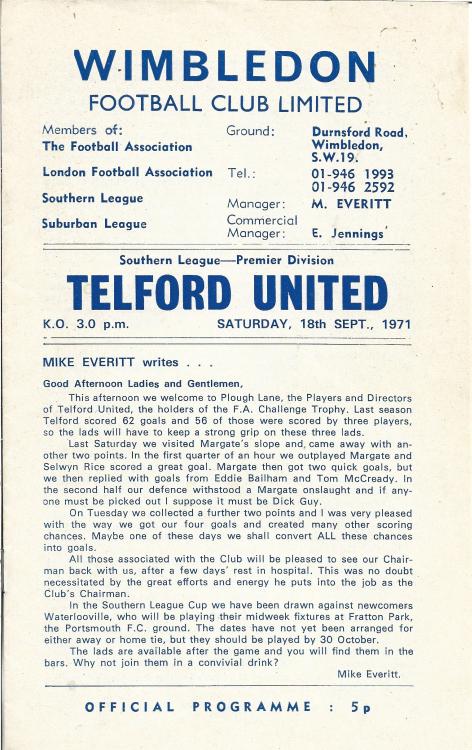 WIMBLEDON
FOOTBALL CLUB LIMITED
Members of:
The Football Association
London Football Association
Southern League
Suburban League
Ground: Durnsford Road,
Wimbledon,
S.W.19.
Tel.: 01-946 1993
01-946 2592
Manager: M. EVERITT
Commercial
Manager: E. Jennings
Southern League—Premier Division
TELFORD UNITED
K.O. 3.0 p.m. SATURDAY, 18th SEPT., 1971
MIKE EVERITT writes . . .
Good Afternoon Ladies and Gentlemen,
This afternoon we welcome to Plough Lane, the Players and Directors
of Telford United, the holders of the F.A. Challenge Trophy. Last season
Telford scored 62 goals and 56 of those were scored by three players,
so the lads will have to keep a strong grip on these three lads.
Last Saturday we visited Margate's slope and came away with an-
other two points. In the first quarter of an hour we outplayed Margate and
Selwyn Rice scored a great goal. Margate then got two quick goals, but
we then replied with goals from Eddie Bailham and Tom McCready. In
the second half our defence withstood a Margate onslaught and if any-
one must be picked out I suppose it must be Dick Guy.
On Tuesday we collected a further two points and I was very pleased
with the way we got our four goals and created many other scoring
chances. Maybe one of these days we shall convert ALL these chances
into goals.
All those associated with the Club will be pleased to see our Chair-
man back with us, after a few days' rest in hospital. This was no doubt
necessitated by the great efforts and energy he puts into the job as the
Club's Chairman.
In the Southern League Cup we have been drawn against newcomers
Waterlooville, who will be playing their midweek fixtures at Fratton Park,
the Portsmouth F.C. ground. The dates have not yet been arranged for
either away or home tie, but they should be played by 30 October.
The lads are available after the game and you will find them in the
bars. Why not join them in a convivial drink?
Mike Everitt.
OFFICIAL PROGRAMME : 5p